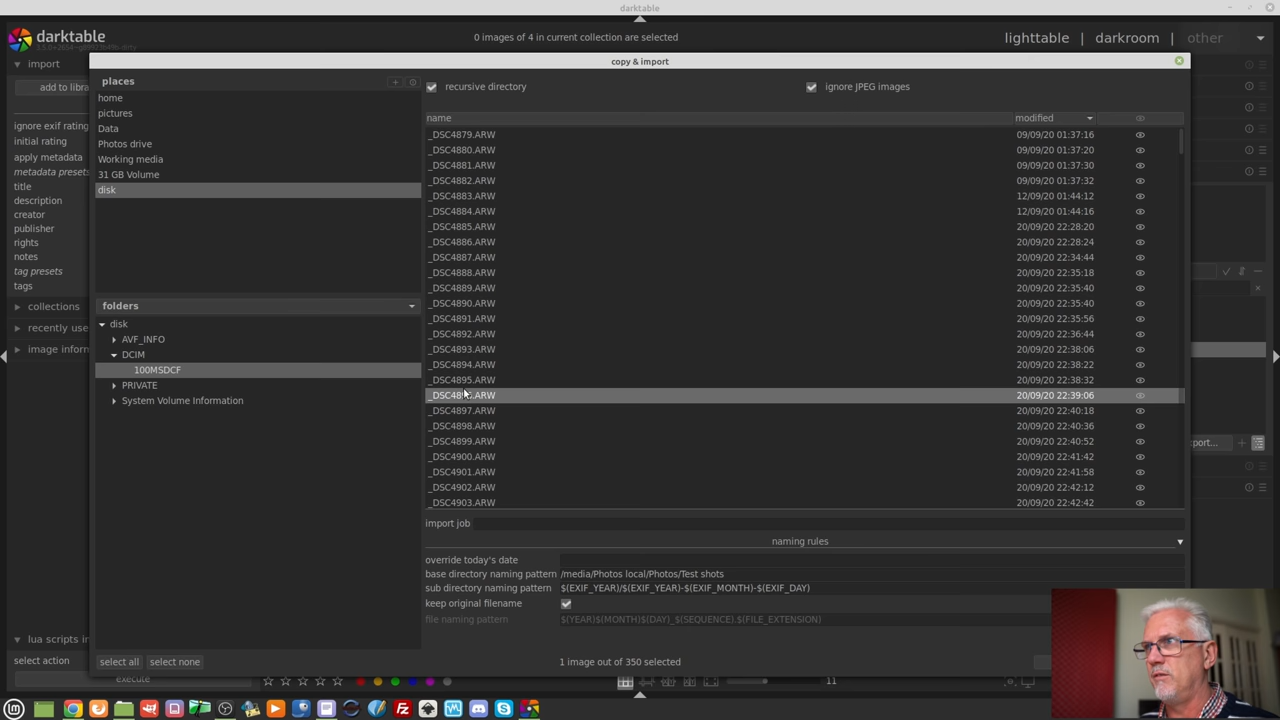 darktable
darktable
0 images of 4 in current collection are selected
lighttable | darkroom | other
import
copy & import
places
recursive directory
ignore JPEG images
add to libra
home
pictures
name
modified
ignore exif rating
Data
_DSC4879.ARW 09/09/20 01:37:16
initial rating
Photos drive
_DSC4880.ARW 09/09/20 01:37:20
apply metadata
Working media
_DSC4881.ARW 09/09/20 01:37:30
metadata presets
31 GB Volume
_DSC4882.ARW 09/09/20 01:37:32
title
disk
_DSC4883.ARW 12/09/20 01:44:12
description
_DSC4884.ARW 12/09/20 01:44:16
creator
_DSC4885.ARW 20/09/20 22:28:20
publisher
_DSC4886.ARW 20/09/20 22:28:24
rights
_DSC4887.ARW 20/09/20 22:34:44
notes
_DSC4888.ARW 20/09/20 22:35:18
tag presets
_DSC4889.ARW 20/09/20 22:35:40
tags
_DSC4890.ARW 20/09/20 22:35:40
collections
folders
_DSC4891.ARW 20/09/20 22:35:56
recently use
disk
_DSC4892.ARW 20/09/20 22:36:44
image inform
AVF_INFO
_DSC4893.ARW 20/09/20 22:38:06
DCIM
_DSC4894.ARW 20/09/20 22:38:22
100MSDCF
_DSC4895.ARW 20/09/20 22:38:32
PRIVATE
20/09/20 22:39:06
System Volume Information
_DSC4897.ARW 20/09/20 22:40:18
_DSC4898.ARW 20/09/20 22:40:36
_DSC4899.ARW 20/09/20 22:40:52
port...
_DSC4900.ARW 20/09/20 22:41:42
_DSC4901.ARW 20/09/20 22:41:58
_DSC4902.ARW 20/09/20 22:42:12
_DSC4903.ARW 20/09/20 22:42:42
import job
naming rules
override today's date
base directory naming pattern /media/Photos local/Photos/Test shots
sub directory naming pattern $(EXIF_YEAR)/$(EXIF_YEAR)-$(EXIF_MONTH)-$(EXIF_DAY)
keep original filename
file naming pattern $(YEAR)$(MONTH)$(DAY)_$(SEQUENCE).$(FILE_EXTENSION)
lua scripts in
select action
select all
select none
1 image out of 350 selected
execute
11